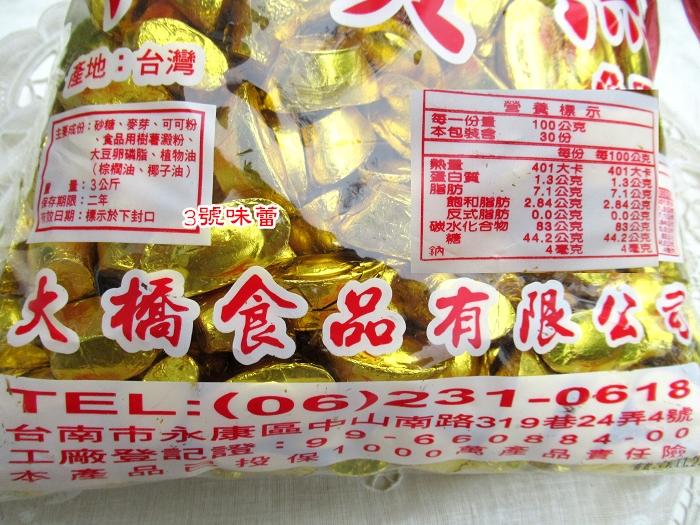 產地:台灣
主要成份:砂糖、麥芽、可可粉
、食品用樹薯澱粉、
大豆卵磷脂、植物油
(棕櫚油、椰子油)
重　量:3公斤
保存期限:二年
有效日期:標示於下封口
3號味蕾
營養標示
每一份量 100公克
本包裝含 30份
每份 每100公克
熱量 401大卡 401大卡
蛋白質 1.3公克 1.3公克
脂肪 7.1公克 7.1公克
飽和脂肪 2.84公克 2.84公克
反式脂肪 0.0公克 0.0公克
碳水化合物 83公克 83公克
糖 44.2公克 44.2公克
鈉 4毫克 4毫克
大橋食品有限公司
TEL:(06)231-0618
台南市永康區中山南路319巷24弄4號
工廠登記證:99-660884-00
本產品已投保1000萬產品責任險